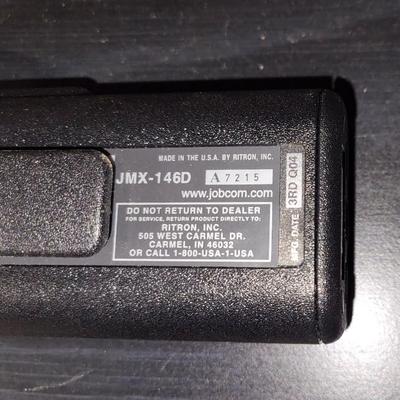 MADE IN THE U.S.A. BY RITRON, INC.
JMX-146D A7215
www.jobcom.com
DO NOT RETURN TO DEALER
FOR SERVICE, RETURN PRODUCT DIRECTLY TO:
RITRON, INC.
505 WEST CARMEL DR.
CARMEL, IN 46032
OR CALL 1-800-USA-1-USA
MFG. DATE 3RD Q04